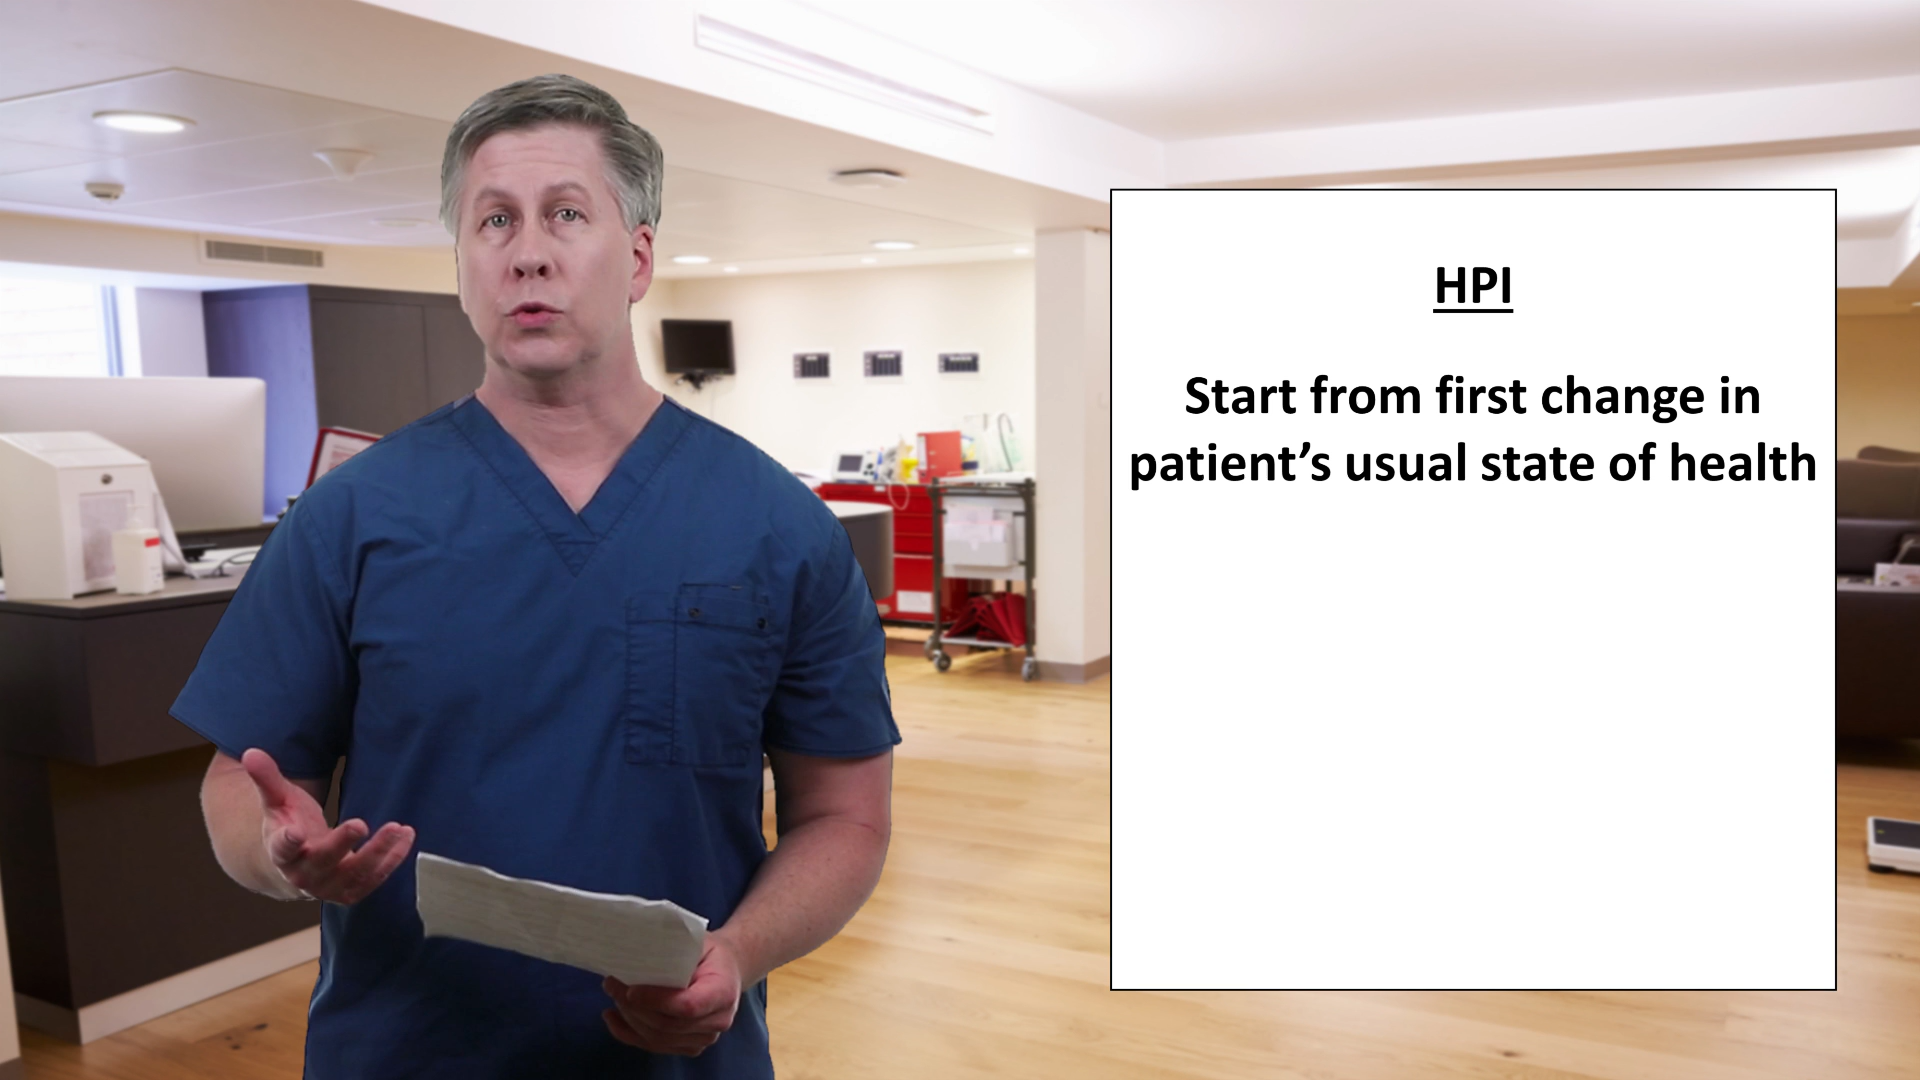 HPI
Start from first change in
patient’s usual state of health